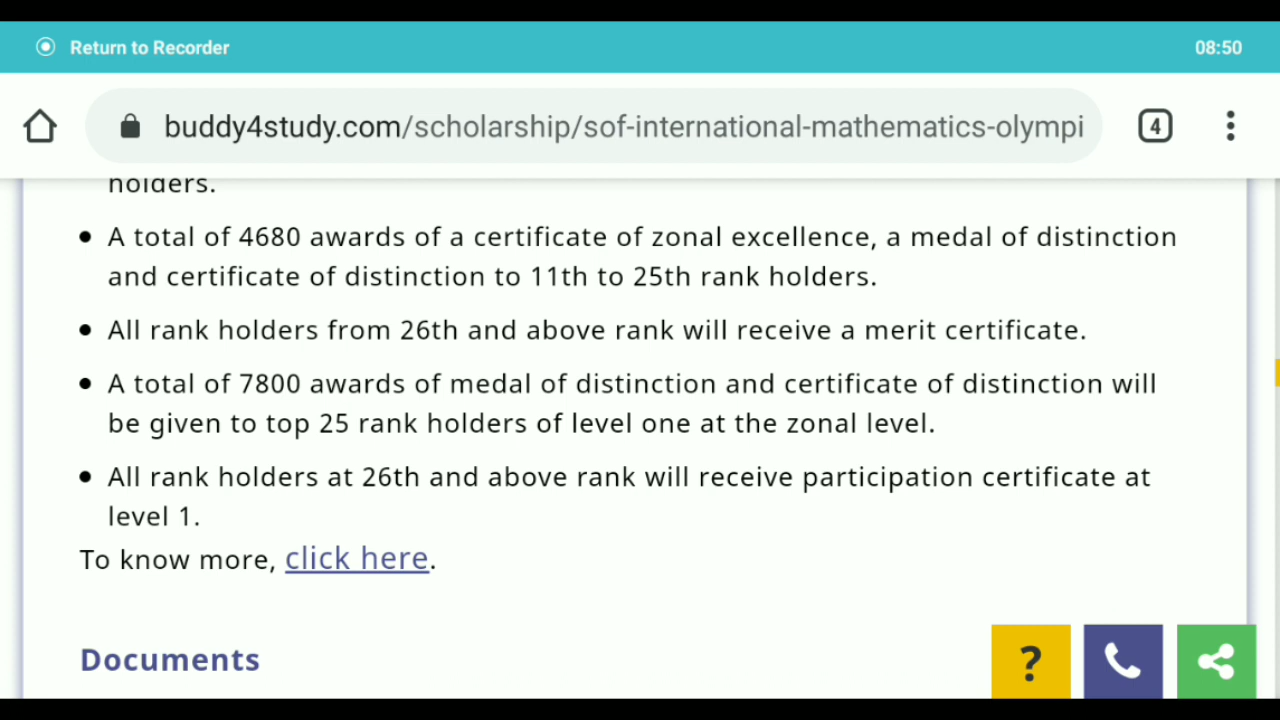 Return to Recorder
08:50
buddy4study.com/scholarship/sof-international-mathematics-olympi
4
holders.
• A total of 4680 awards of a certificate of zonal excellence, a medal of distinction
and certificate of distinction to 11th to 25th rank holders.
• All rank holders from 26th and above rank will receive a merit certificate.
• A total of 7800 awards of medal of distinction and certificate of distinction will
be given to top 25 rank holders of level one at the zonal level.
• All rank holders at 26th and above rank will receive participation certificate at
level 1.
To know more, click here.
Documents
?